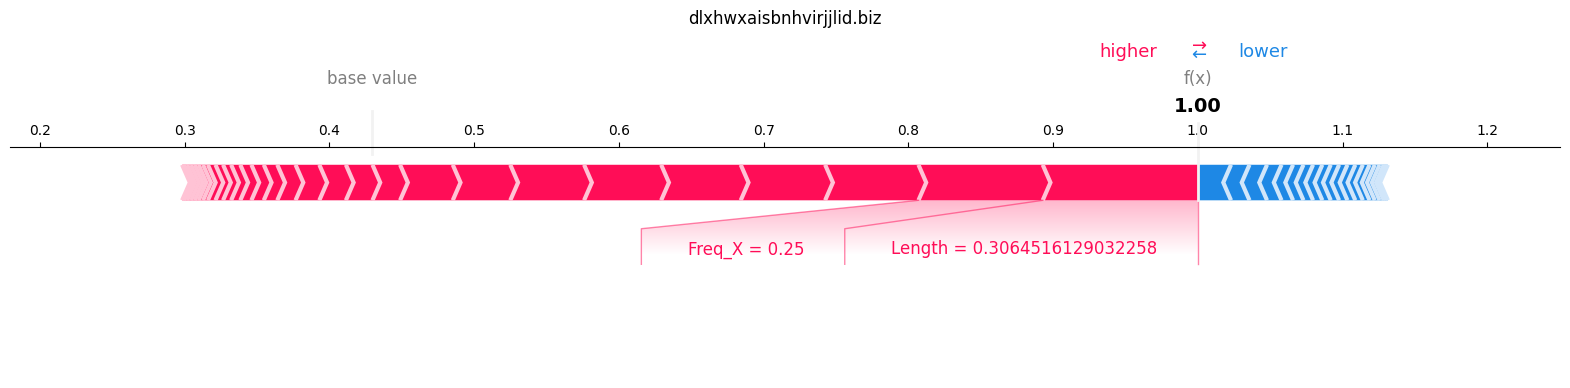 dlxhwxaisbnhvirjjlid.biz
higher → ← lower
base value f(x)
1.00
0.2 0.3 0.4 0.5 0.6 0.7 0.8 0.9 1.0 1.1 1.2
Freq_X = 0.25 Length = 0.3064516129032258